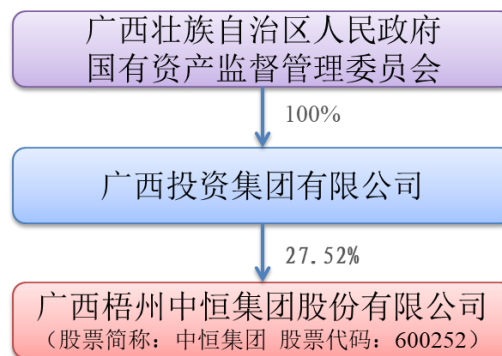 广西壮族自治区人民政府
国有资产监督管理委员会
100%
广西投资集团有限公司
27.52%
广西梧州中恒集团股份有限公司
（股票简称：中恒集团 股票代码：600252）